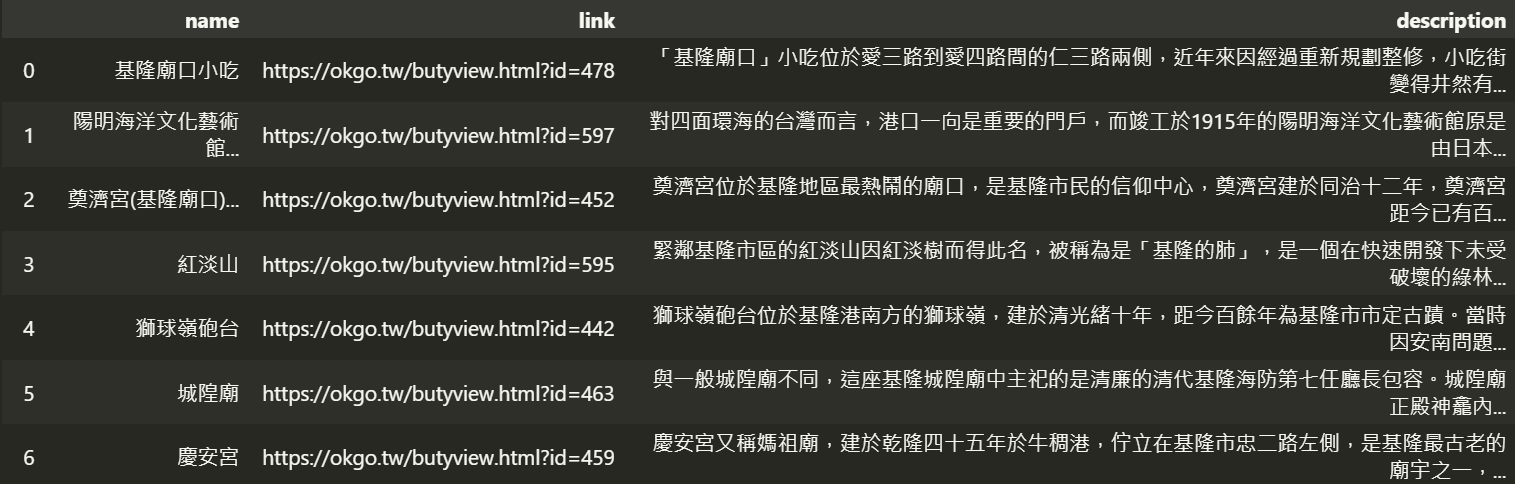 name link description
0 基隆廟口小吃 https://okgo.tw/butyview.html?id=478 「基隆廟口」小吃位於愛三路到愛四路間的仁三路兩側，近年來因經過重新規劃整修，小吃街
變得井然有...
1 陽明海洋文化藝術
館... https://okgo.tw/butyview.html?id=597 對四面環海的台灣而言，港口一向是重要的門戶，而竣工於1915年的陽明海洋文化藝術館原是
由日本...
2 奠濟宮(基隆廟口)... https://okgo.tw/butyview.html?id=452 奠濟宮位於基隆地區最熱鬧的廟口，是基隆市民的信仰中心，奠濟宮建於同治十二年，奠濟宮
距今已有百...
3 紅淡山 https://okgo.tw/butyview.html?id=595 緊鄰基隆市區的紅淡山因紅淡樹而得此名，被稱為是「基隆的肺」，是一個在快速開發下未受
破壞的綠林...
4 獅球嶺砲台 https://okgo.tw/butyview.html?id=442 獅球嶺砲台位於基隆港南方的獅球嶺，建於清光緒十年，距今百餘年為基隆市市定古蹟。當時
因安南問題...
5 城隍廟 https://okgo.tw/butyview.html?id=463 與一般城隍廟不同，這座基隆城隍廟中主祀的是清廉的清代基隆海防第七任廳長包容。城隍廟
正殿神龕內...
6 慶安宮 https://okgo.tw/butyview.html?id=459 慶安宮又稱媽祖廟，建於乾隆四十五年於牛稠港，佇立在基隆市忠二路左側，是基隆最古老的
廟宇之一，...